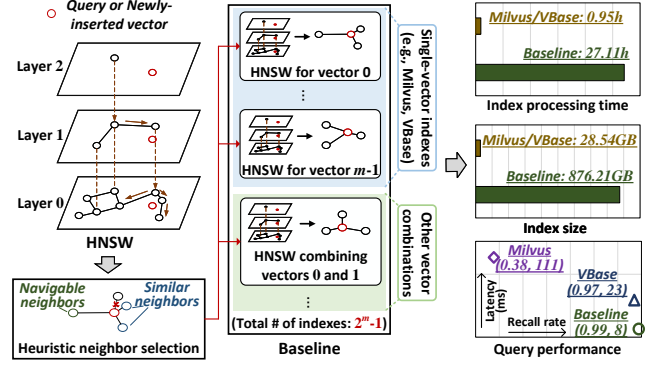 Query or Newly-
inserted vector
Layer 2
Layer 1
Layer 0
HNSW
Navigable
neighbors
Similar
neighbors
Heuristic neighbor selection
HNSW for vector 0
...
HNSW for vector m-1
HNSW combining
vectors 0 and 1
...
(Total # of indexes: 2^m-1)
Baseline
Single-vector indexes
(e.g., Milvus, VBase)
Other vector
combinations
Milvus/VBase: 0.95h
Baseline: 27.11h
Index processing time
Milvus/VBase: 28.54GB
Baseline: 876.21GB
Index size
Milvus
(0.38, 111)
VBase
(0.97, 23)
Latency
(ms)
Recall rate
Baseline
(0.99, 8)
Query performance